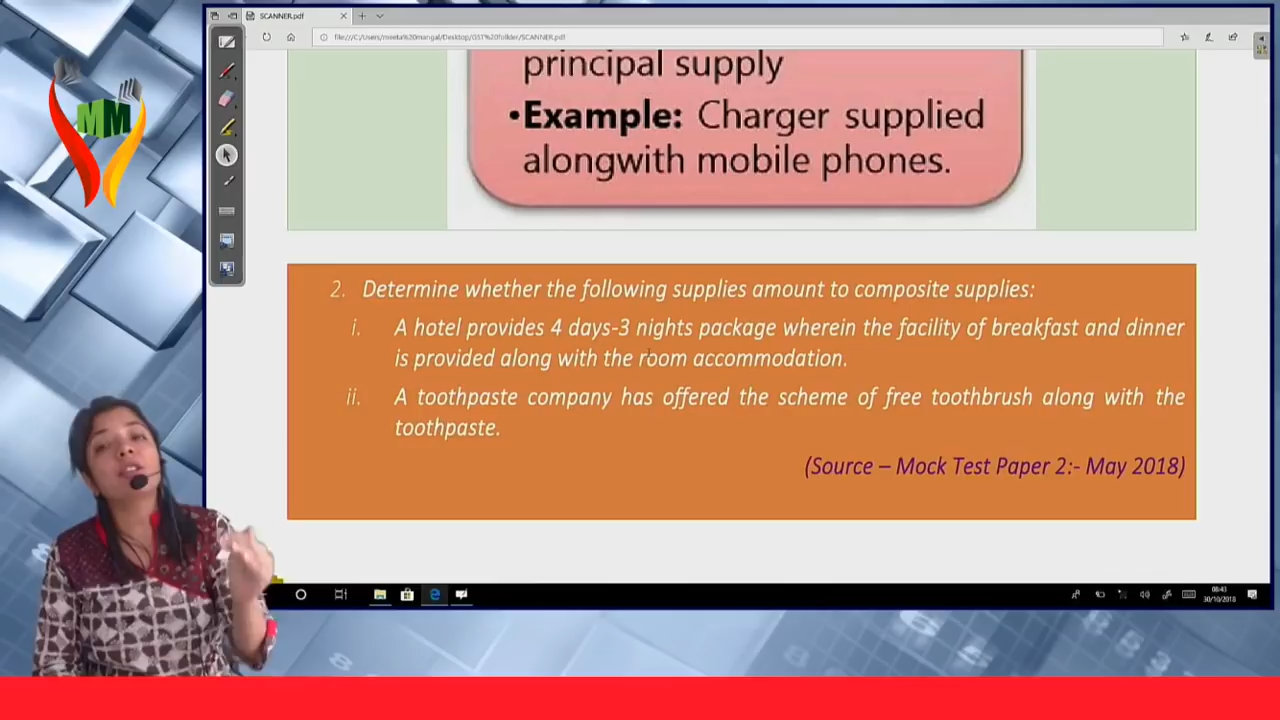 SCANNER.pdf
file:///C:/Users/meeta%20mangal/Desktop/GST%20folder/SCANNER.pdf
MM
principal supply
•Example: Charger supplied
alongwith mobile phones.
2. Determine whether the following supplies amount to composite supplies:
i. A hotel provides 4 days-3 nights package wherein the facility of breakfast and dinner
is provided along with the room accommodation.
ii. A toothpaste company has offered the scheme of free toothbrush along with the
toothpaste.
(Source – Mock Test Paper 2:- May 2018)
08:43
30/10/2018